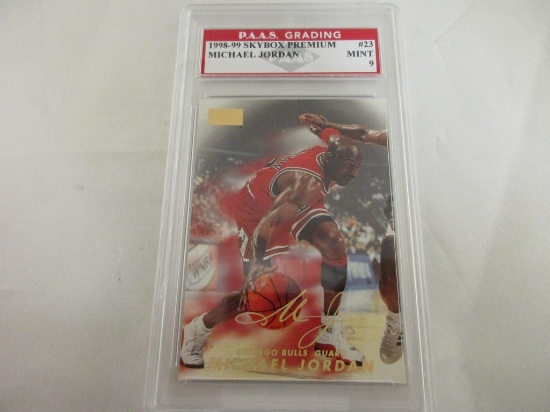 P.A.A.S. GRADING
1998-99 SKYBOX PREMIUM #23
MICHAEL JORDAN MINT
9
CHICAGO BULLS GUARD
MICHAEL JORDAN